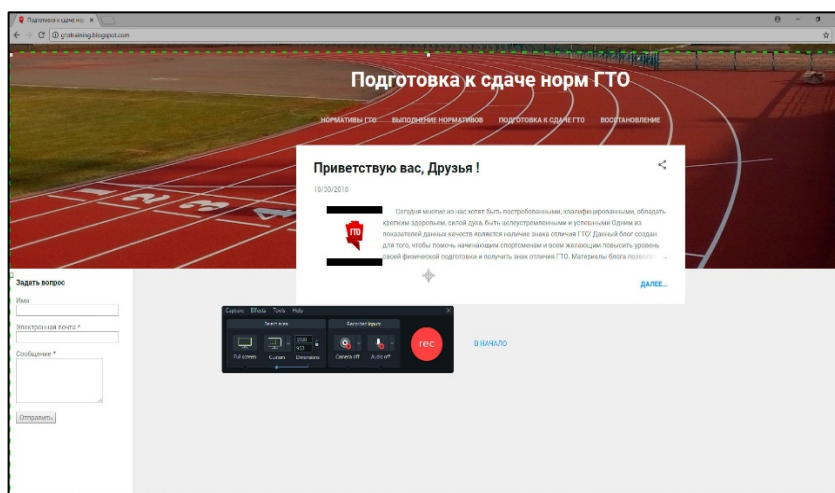 Подготовка к сдаче нор
gtotraining.blogspot.com
Подготовка к сдаче норм ГТО
НОРМАТИВЫ ГТО ВЫПОЛНЕНИЕ НОРМАТИВОВ ПОДГОТОВКА К СДАЧЕ ГТО ВОССТАНОВЛЕНИЕ
Приветствую вас, Друзья !
10/30/2016
Сегодня многие из нас хотят быть востребованными, квалифицированными, обладать
крепким здоровьем, силой духа, быть целеустремленными и успешными Одним из
показателей данных качеств является наличие знака отличия ГТО! Данный блог создан
для того, чтобы помочь начинающим спортсменам и всем желающим повысить уровень
своей физической подготовки и получить знак отличия ГТО. Материалы блога
ГТО
ДАЛЕЕ...
Задать вопрос
Имя
Электронная почта *
Сообщение *
Отправить
Capture Effects Tools Help
Select area Recorded inputs
Full screen Custom Dimensions Camera off Audio off
rec
В НАЧАЛО